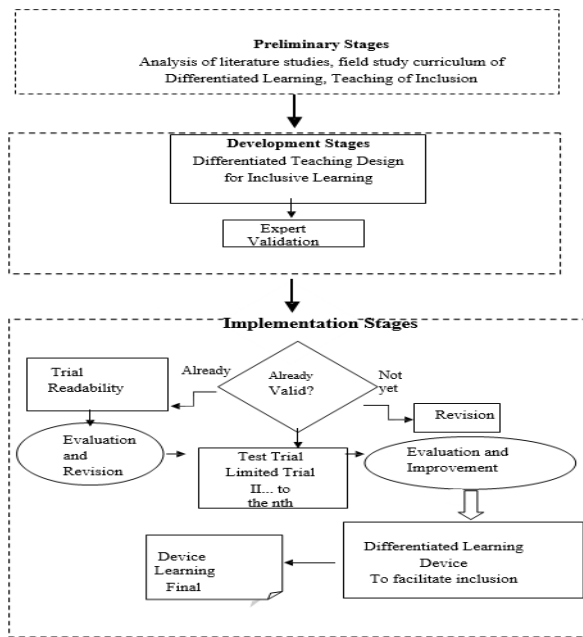 Preliminary Stages
Analysis of literature studies, field study curriculum of
Differentiated Learning, Teaching of Inclusion
Development Stages
Differentiated Teaching Design
for Inclusive Learning
Expert
Validation
Implementation Stages
Trial
Readability
Already
Already
Valid?
Not
yet
Revision
Evaluation
and
Revision
Test Trial
Limited Trial
II... to
the nth
Evaluation and
Improvement
Differentiated Learning
Device
To facilitate inclusion
Device
Learning
Final